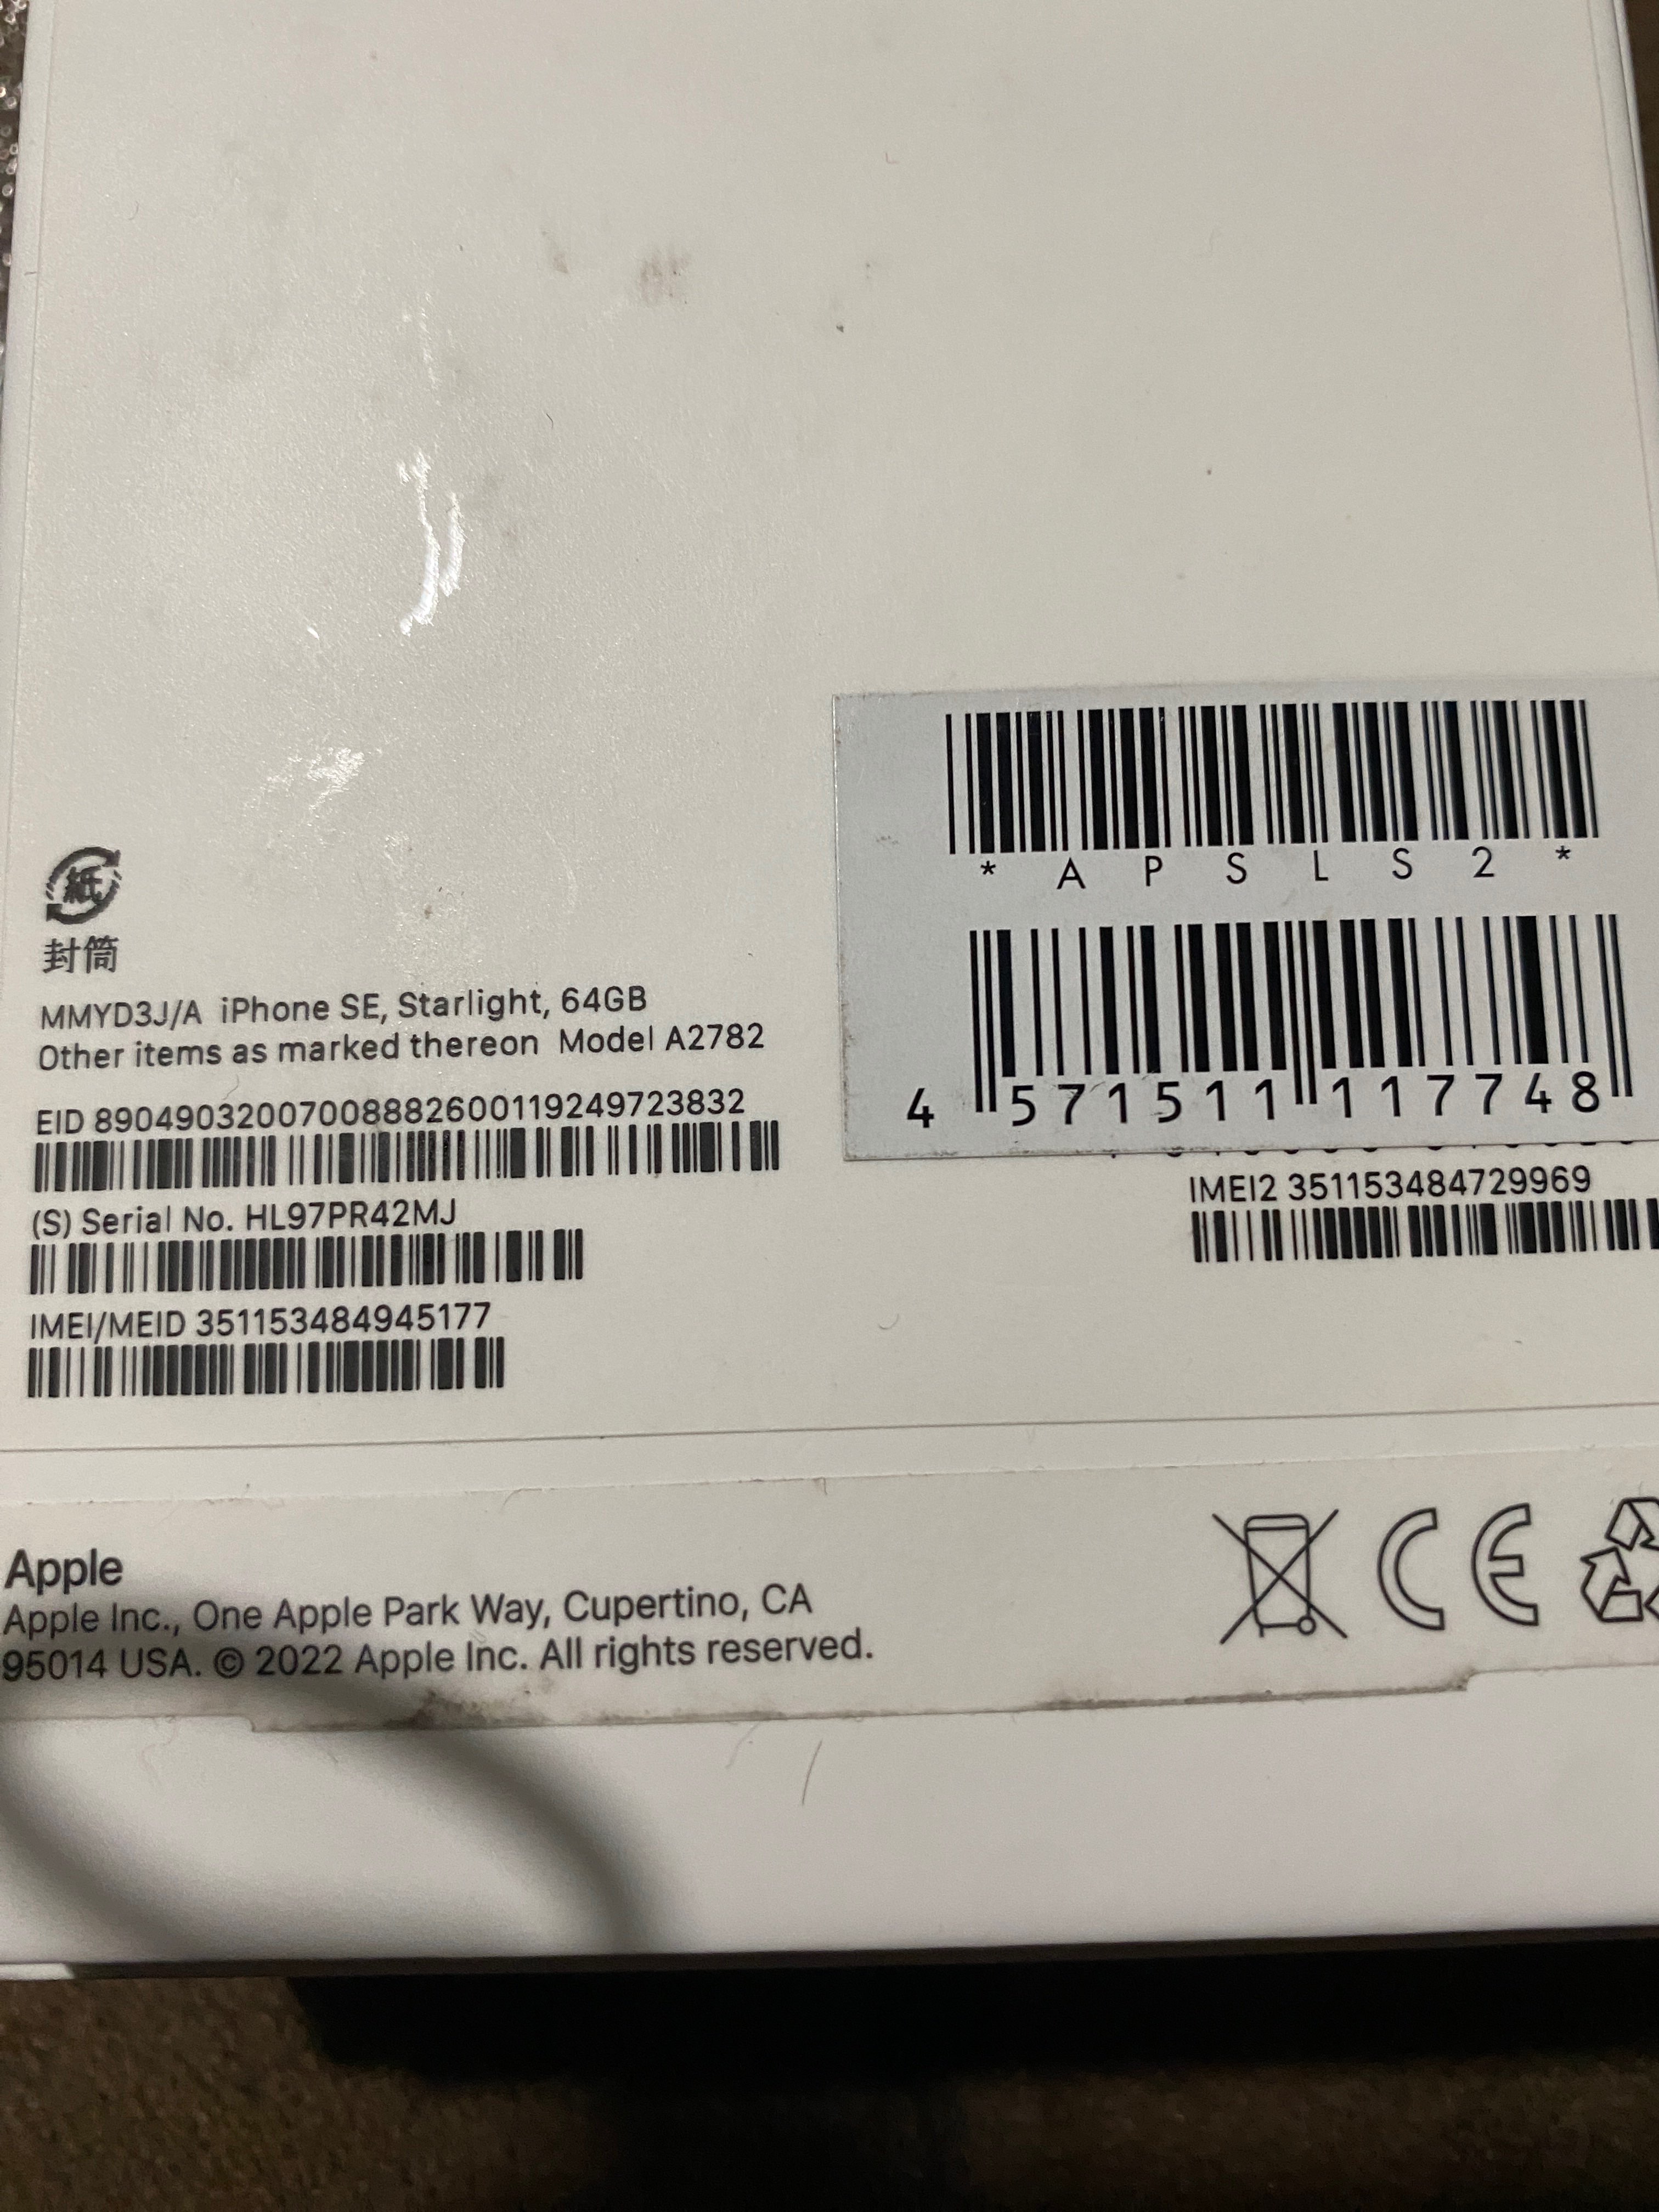 * A P S L S 2 *
4 571511 117748
紙
封筒
MMYD3J/A iPhone SE, Starlight, 64GB
Other items as marked thereon Model A2782
EID 89049032007008882600119249723832
(S) Serial No. HL97PR42MJ
IMEI/MEID 351153484945177
IMEI2 351153484729969
Apple
Apple Inc., One Apple Park Way, Cupertino, CA
95014 USA. © 2022 Apple Inc. All rights reserved.
CE